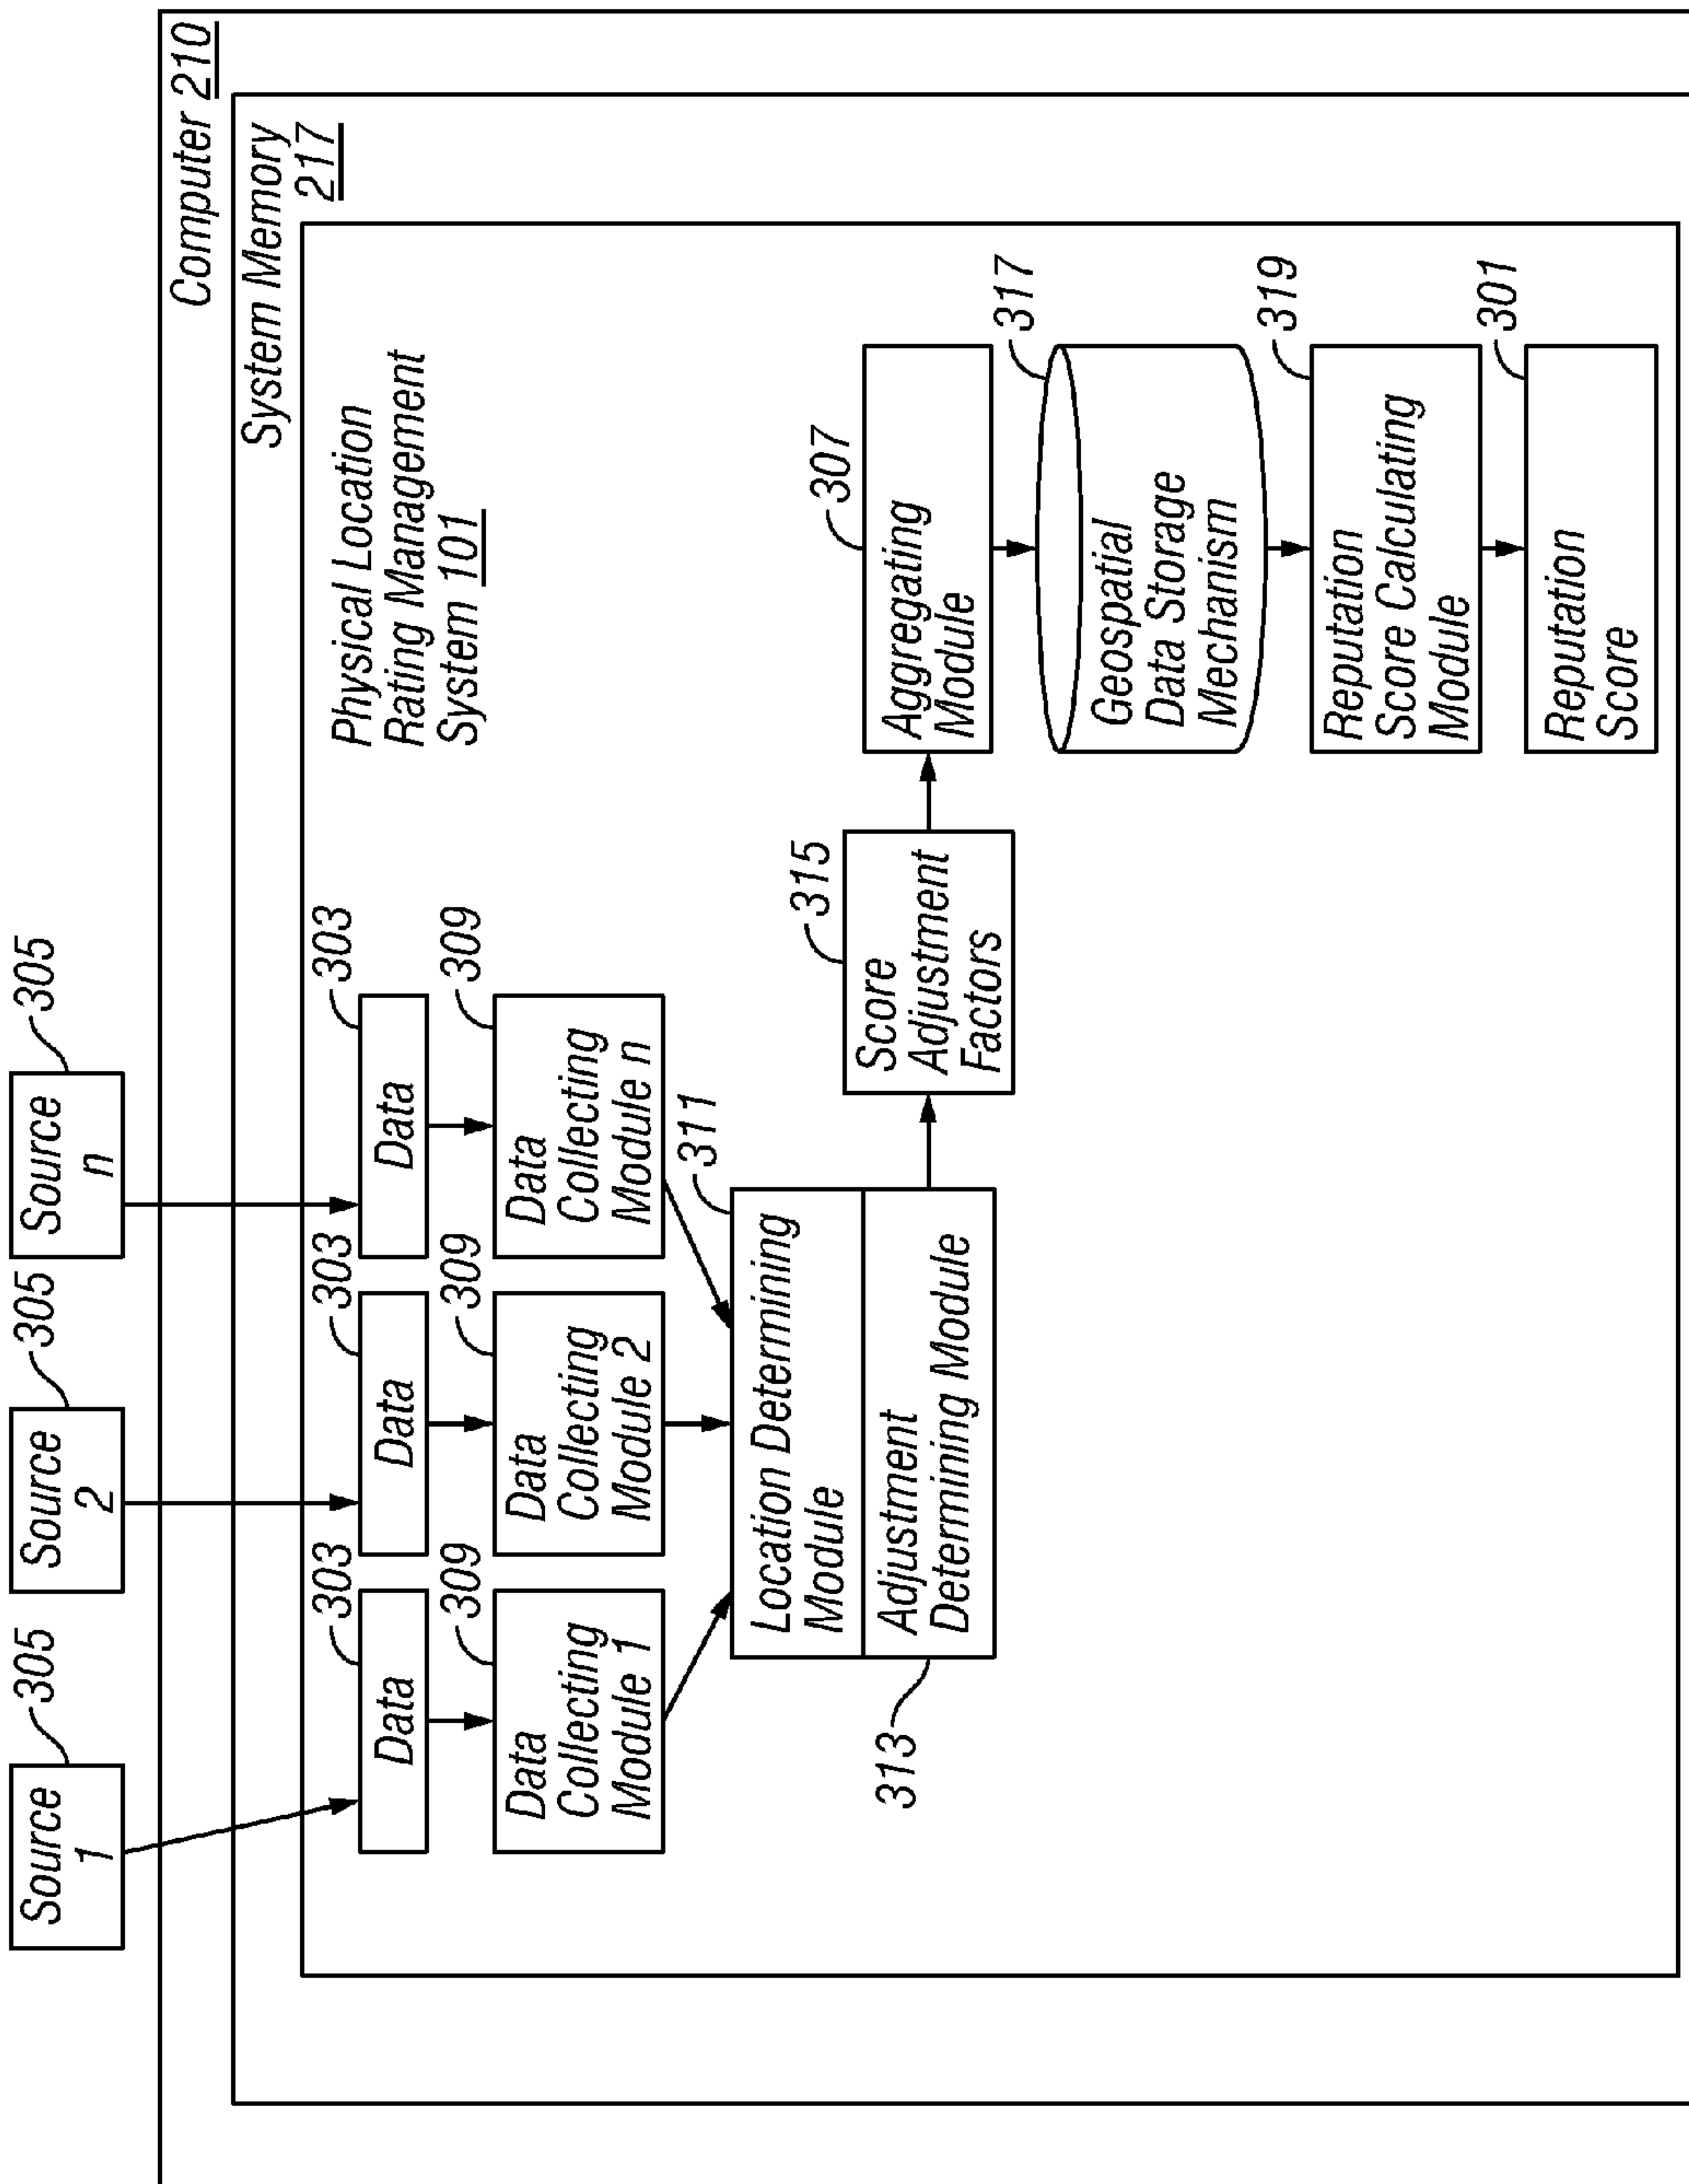 Source
1
305
Source
2
305
Source
n
305
Computer 210
System Memory
217
Physical Location
Rating Management
System 101
Data
303
Data
303
Data
303
Data
Collecting
Module 1
309
Data
Collecting
Module 2
309
Data
Collecting
Module n
309
Location Determining
Module
311
Adjustment
Determining Module
313
Score
Adjustment
Factors
315
Aggregating
Module
307
Geospatial
Data Storage
Mechanism
317
Reputation
Score Calculating
Module
319
Reputation
Score
301